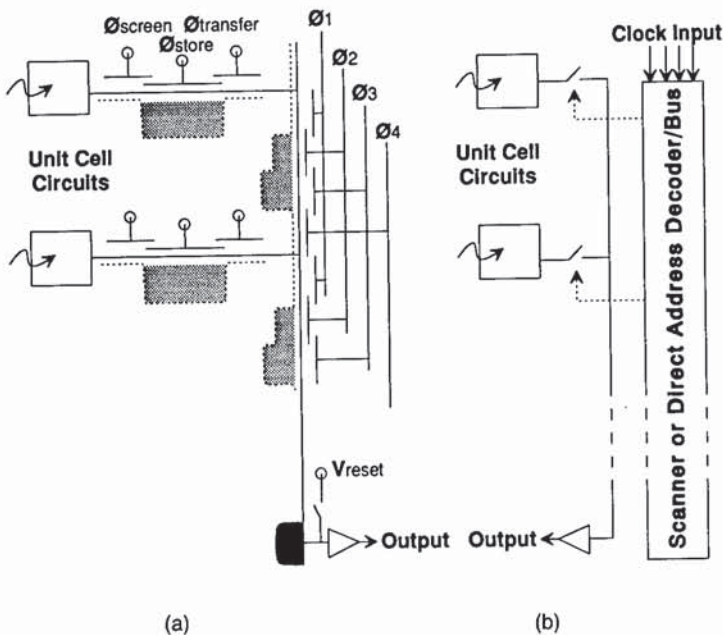 Øscreen Øtransfer
Østore
Ø1
Ø2
Ø3
Ø4
Unit Cell
Circuits
Vreset
Output
(a)
Clock Input
Unit Cell
Circuits
Scanner or Direct Address Decoder/Bus
Output
(b)